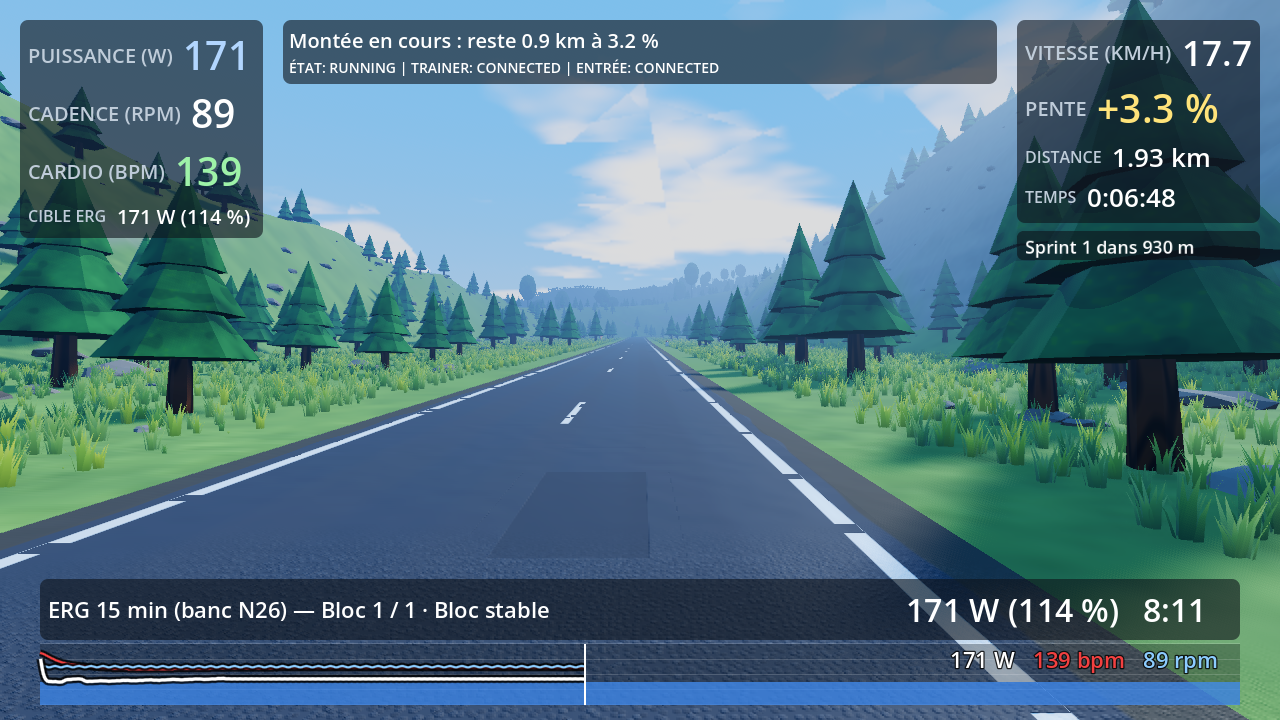 PUISSANCE (W) 171
CADENCE (RPM) 89
CARDIO (BPM) 139
CIBLE ERG 171 W (114 %)
Montée en cours : reste 0.9 km à 3.2 %
ÉTAT: RUNNING | TRAINER: CONNECTED | ENTRÉE: CONNECTED
VITESSE (KM/H) 17.7
PENTE +3.3 %
DISTANCE 1.93 km
TEMPS 0:06:48
Sprint 1 dans 930 m
ERG 15 min (banc N26) — Bloc 1 / 1 · Bloc stable 171 W (114 %) 8:11
171 W 139 bpm 89 rpm